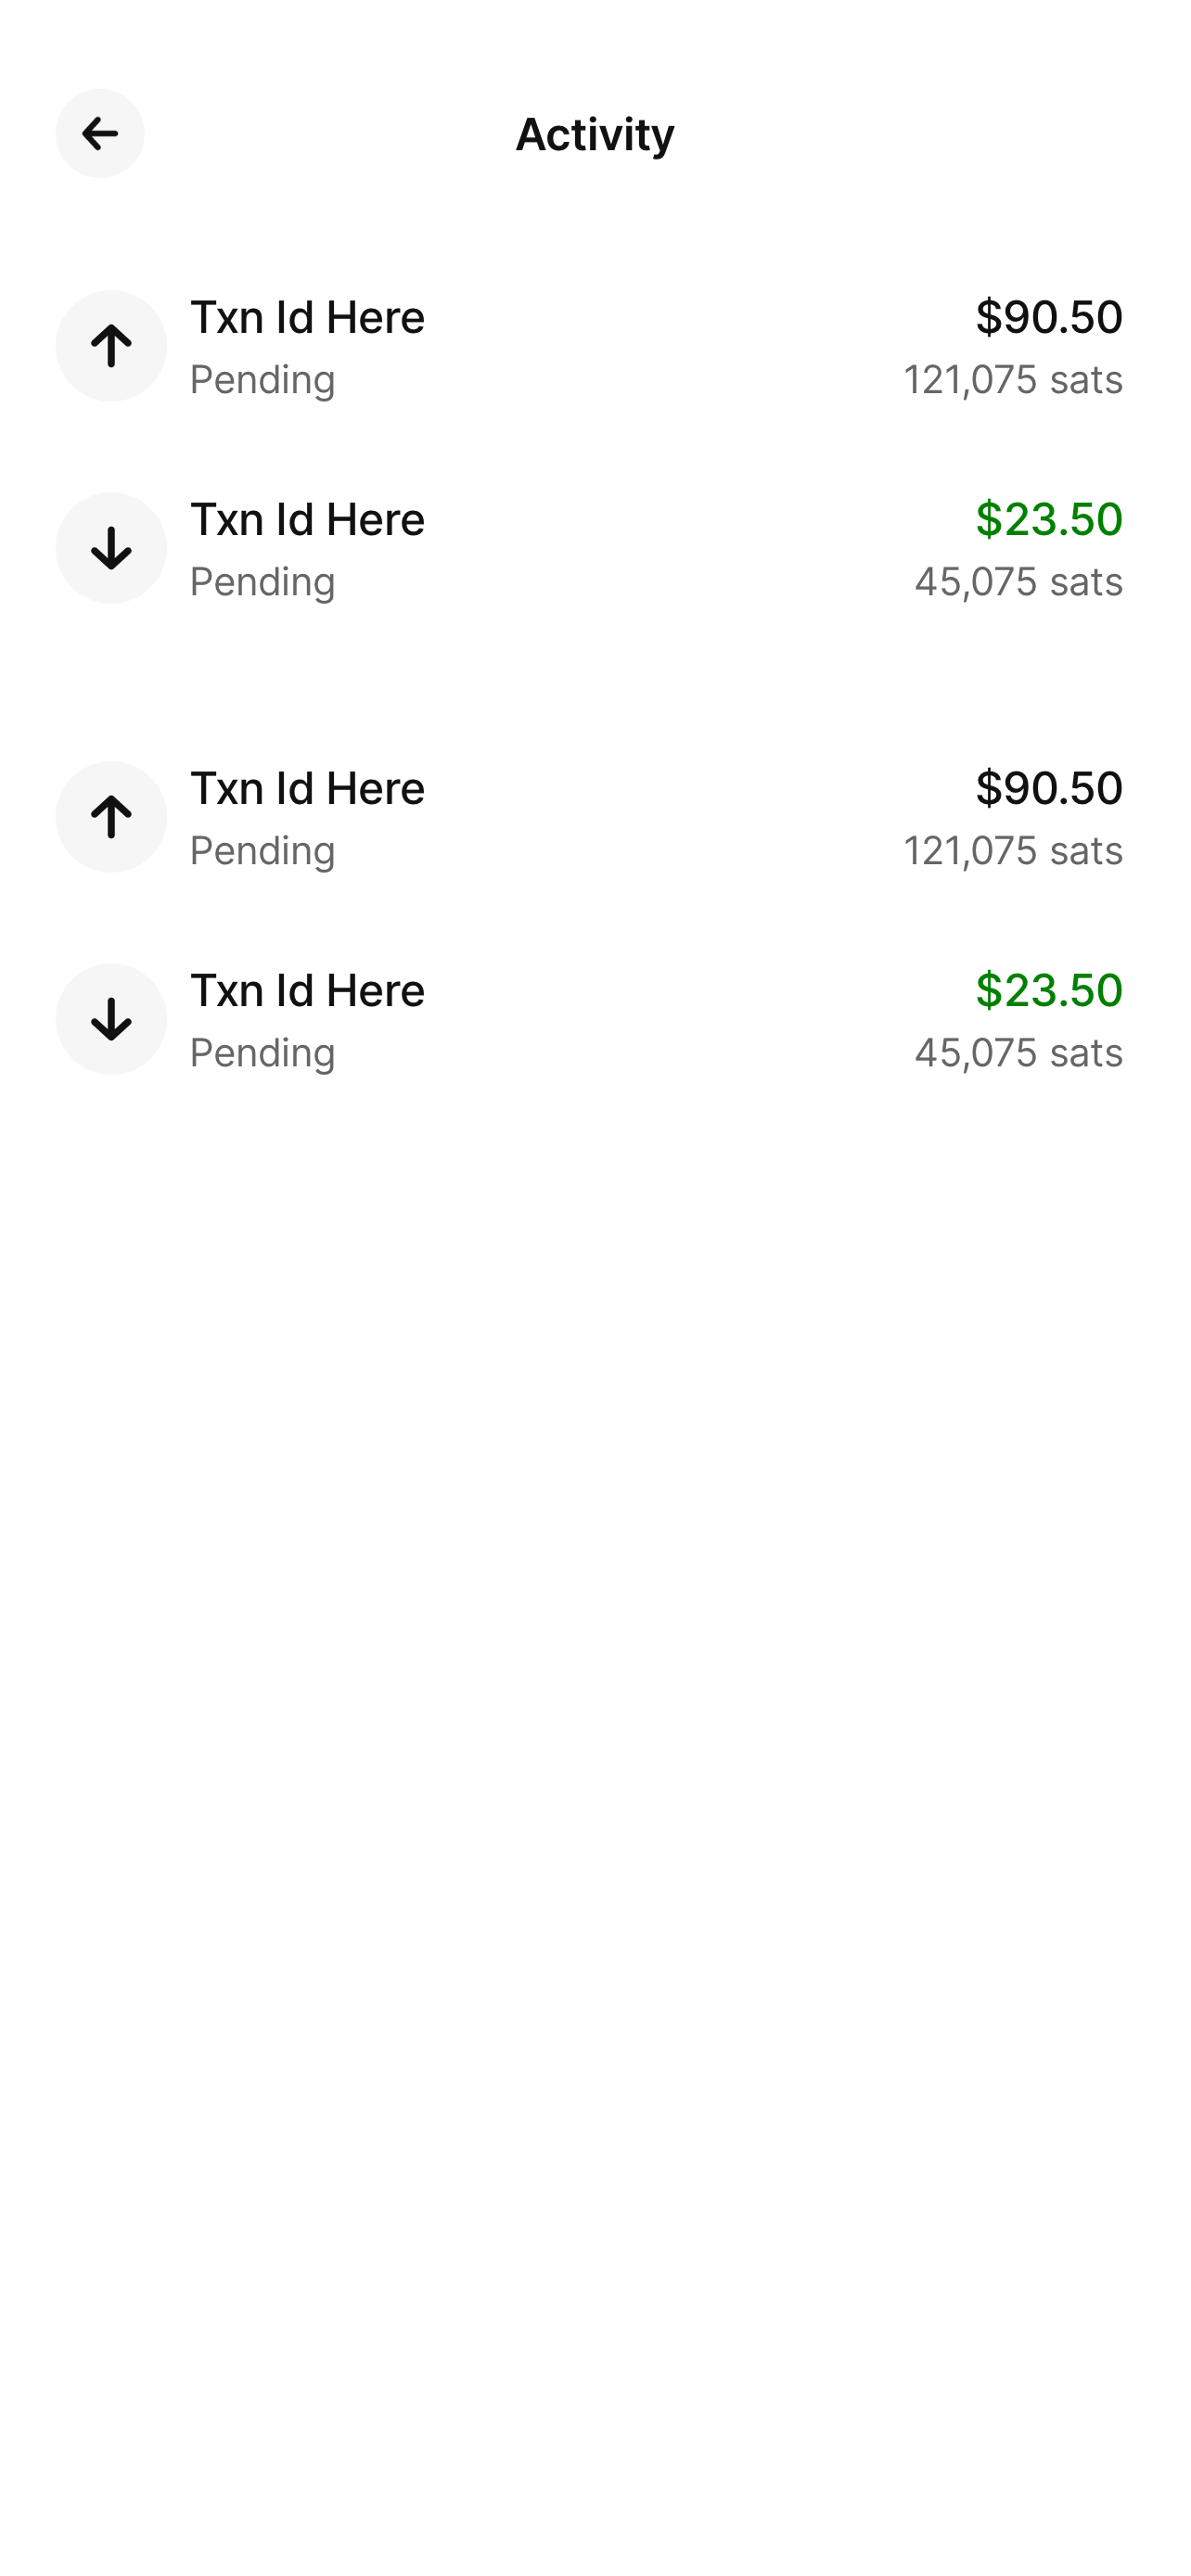 Activity
Txn Id Here
$90.50
Pending
121,075 sats
Txn Id Here
$23.50
Pending
45,075 sats
Txn Id Here
$90.50
Pending
121,075 sats
Txn Id Here
$23.50
Pending
45,075 sats